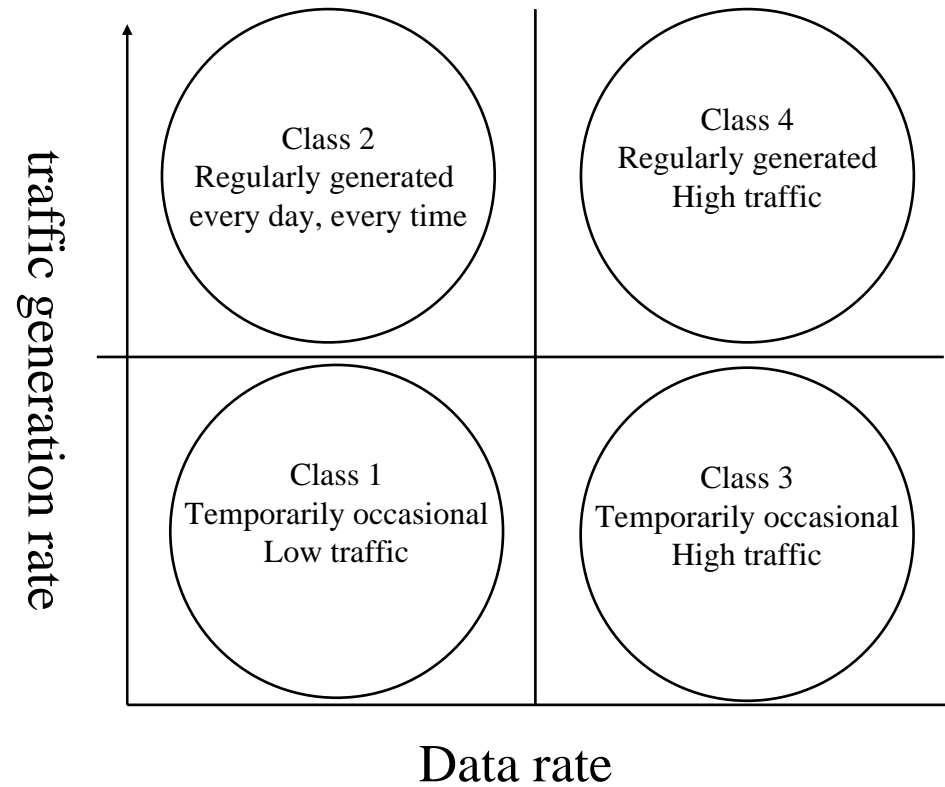 traffic generation rate
Class 2
Regularly generated
every day, every time
Class 4
Regularly generated
High traffic
Class 1
Temporarily occasional
Low traffic
Class 3
Temporarily occasional
High traffic
Data rate